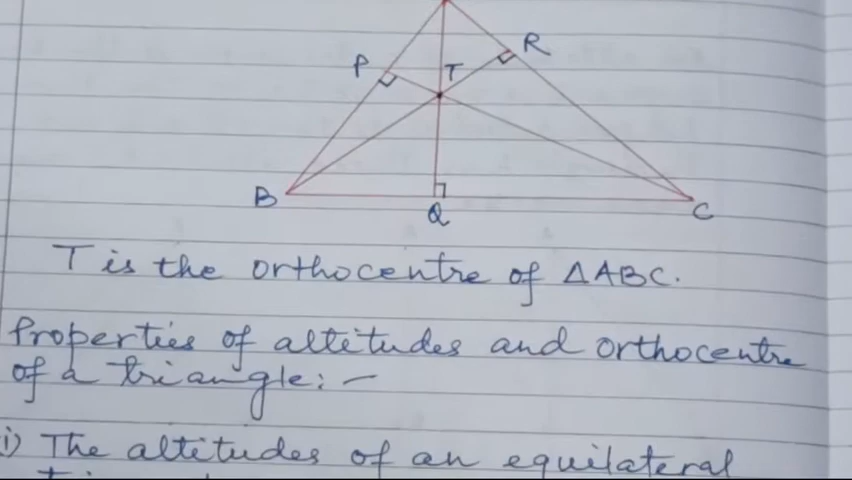 R
P
T
B
Q
C
T is the orthocentre of ΔABC.
Properties of altitudes and orthocentre
of a triangle:-
i) The altitudes of an equilateral